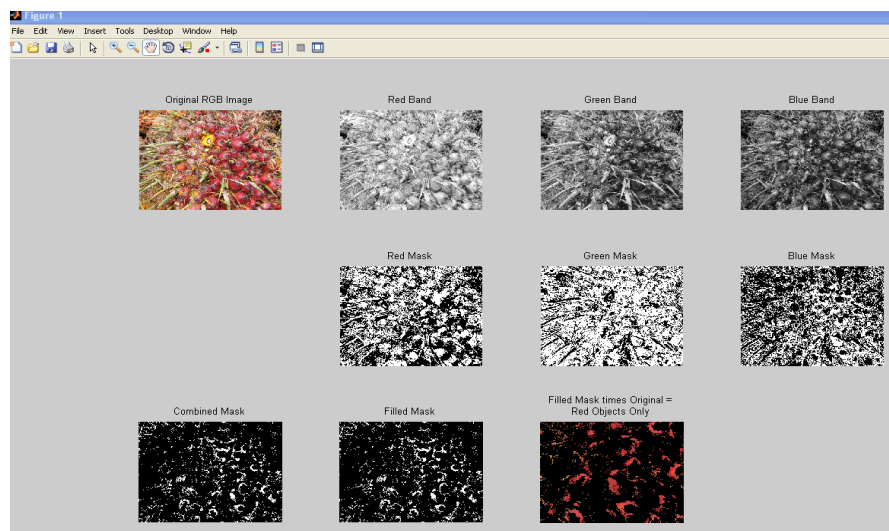 Figure 1
File Edit View Insert Tools Desktop Window Help
Original RGB Image
Red Band
Green Band
Blue Band
Red Mask
Green Mask
Blue Mask
Combined Mask
Filled Mask
Filled Mask times Original =
Red Objects Only